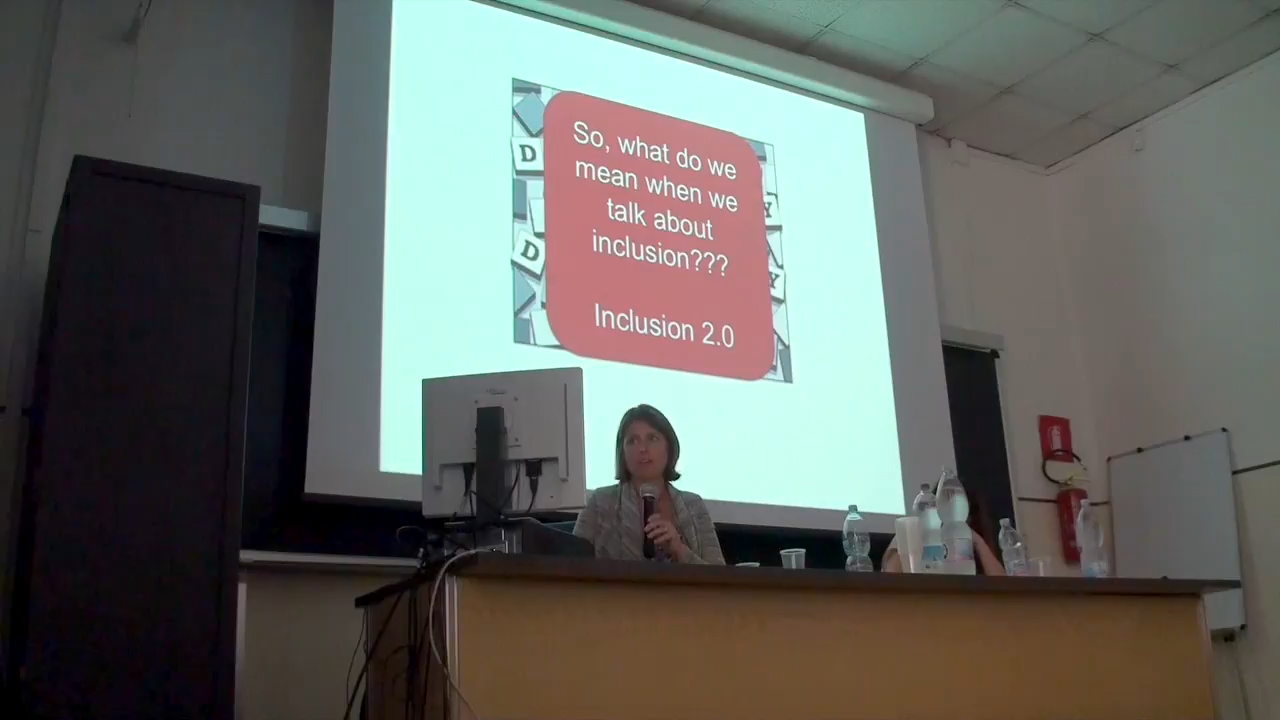 So, what do we
mean when we
talk about
inclusion???
Inclusion 2.0
D
Y
D
Y